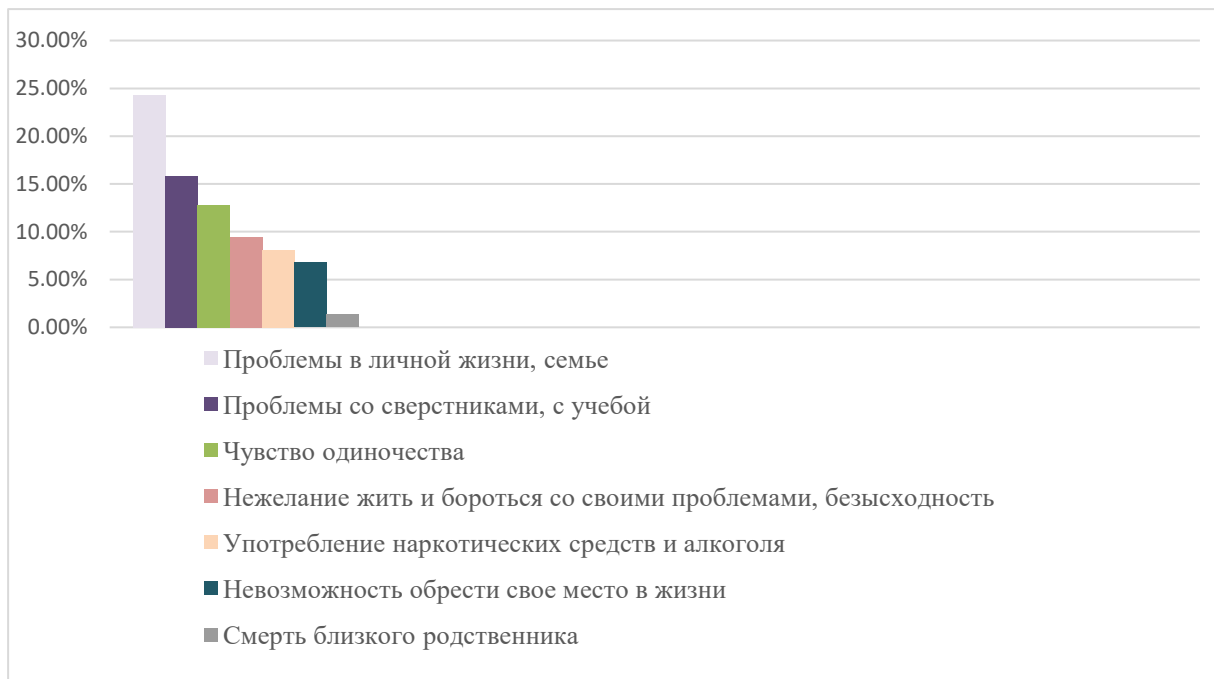 30.00%
25.00%
20.00%
15.00%
10.00%
5.00%
0.00%
Проблемы в личной жизни, семье
Проблемы со сверстниками, с учебой
Чувство одиночества
Нежелание жить и бороться со своими проблемами, безысходность
Употребление наркотических средств и алкоголя
Невозможность обрести свое место в жизни
Смерть близкого родственника